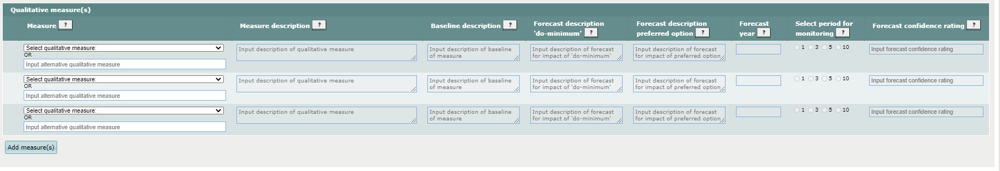 Qualitative measure(s)
Measure ?
Measure description ?
Baseline description ?
Forecast description
'do-minimum' ?
Forecast description
preferred option ?
Forecast
year ?
Select period for
monitoring ?
Forecast confidence rating ?
Select qualitative measure:
OR
Input alternative qualitative measure
Input description of qualitative measure
Input description of baseline
of measure
Input description of forecast
for impact of 'do-minimum'
Input description of forecast
for impact of preferred option
1 3 5 10
Input forecast confidence rating
Select qualitative measure:
OR
Input alternative qualitative measure
Input description of qualitative measure
Input description of baseline
of measure
Input description of forecast
for impact of 'do-minimum'
Input description of forecast
for impact of preferred option
1 3 5 10
Input forecast confidence rating
Select qualitative measure:
OR
Input alternative qualitative measure
Input description of qualitative measure
Input description of baseline
of measure
Input description of forecast
for impact of 'do-minimum'
Input description of forecast
for impact of preferred option
1 3 5 10
Input forecast confidence rating
Add measure(s)